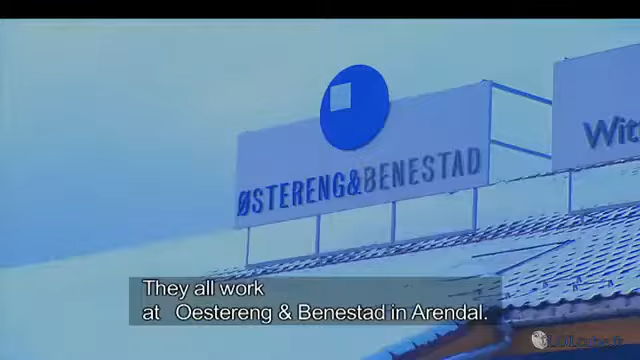 ØSTERENG&BENESTAD
Wit
They all work
at Oestereng & Benestad in Arendal.